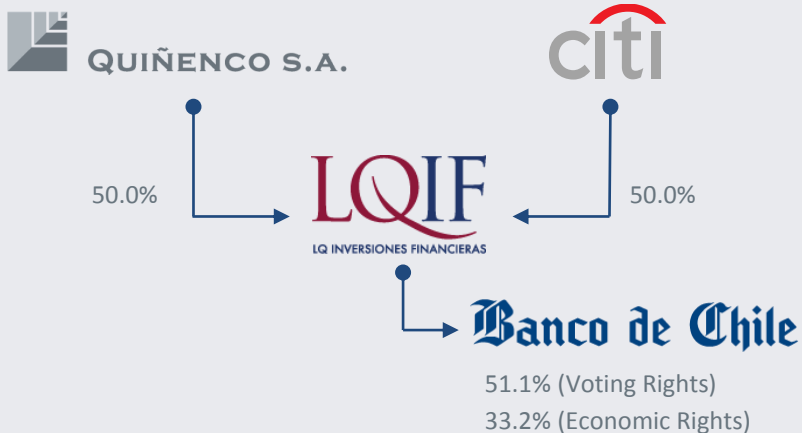 QUIÑENCO S.A.
citi
50.0%
LQIF
50.0%
LQ INVERSIONES FINANCIERAS
Banco de Chile
51.1% (Voting Rights)
33.2% (Economic Rights)